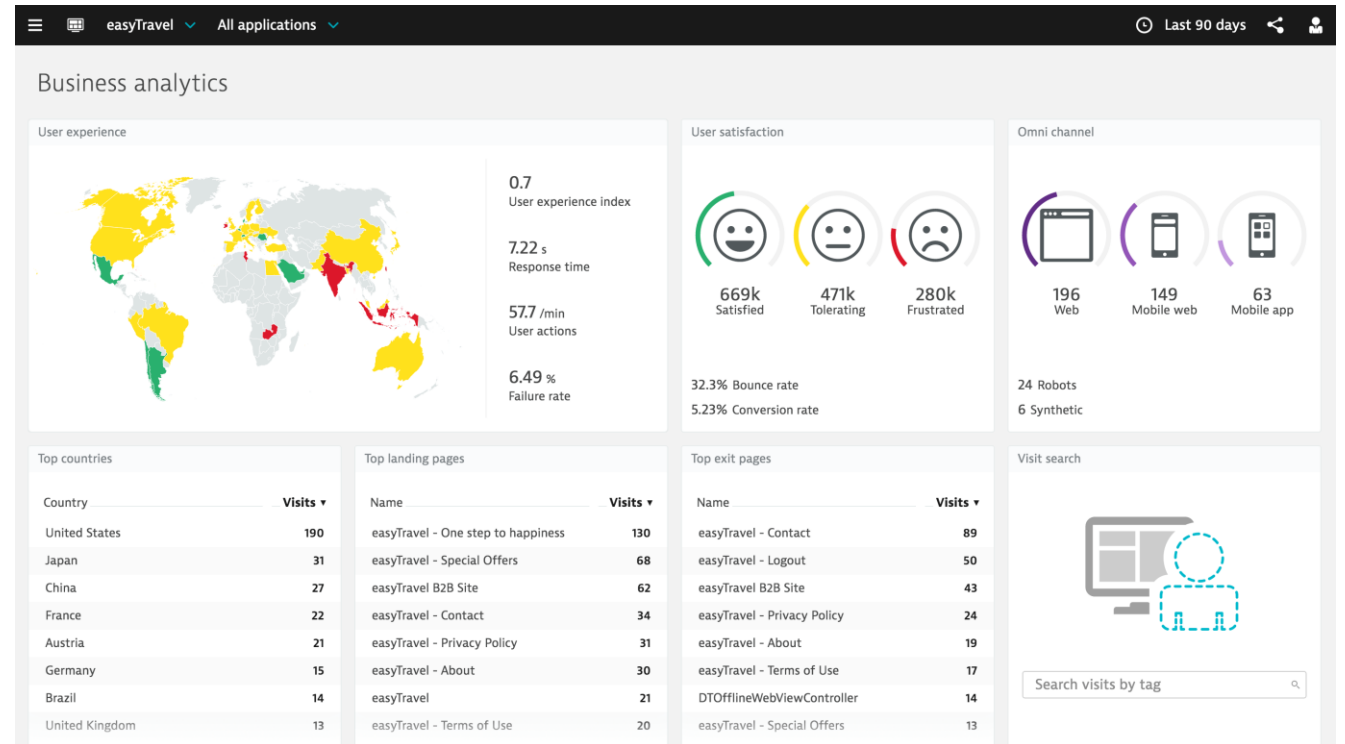 easyTravel All applications Last 90 days
Business analytics
User experience
0.7
User experience index
7.22 s
Response time
57.7 /min
User actions
6.49 %
Failure rate
User satisfaction
669k 471k 280k
Satisfied Tolerating Frustrated
32.3% Bounce rate
5.23% Conversion rate
Omni channel
196 149 63
Web Mobile web Mobile app
24 Robots
6 Synthetic
Top countries
Country Visits ▾
United States 190
Japan 31
China 27
France 22
Austria 21
Germany 15
Brazil 14
United Kingdom 13
Top landing pages
Name Visits ▾
easyTravel - One step to happiness 130
easyTravel - Special Offers 68
easyTravel B2B Site 62
easyTravel - Contact 34
easyTravel - Privacy Policy 31
easyTravel - About 30
easyTravel 21
easyTravel - Terms of Use 20
Top exit pages
Name Visits ▾
easyTravel - Contact 89
easyTravel - Logout 50
easyTravel B2B Site 43
easyTravel - Privacy Policy 24
easyTravel - About 19
easyTravel - Terms of Use 17
DTOfflineWebViewController 14
easyTravel - Special Offers 13
Visit search
Search visits by tag